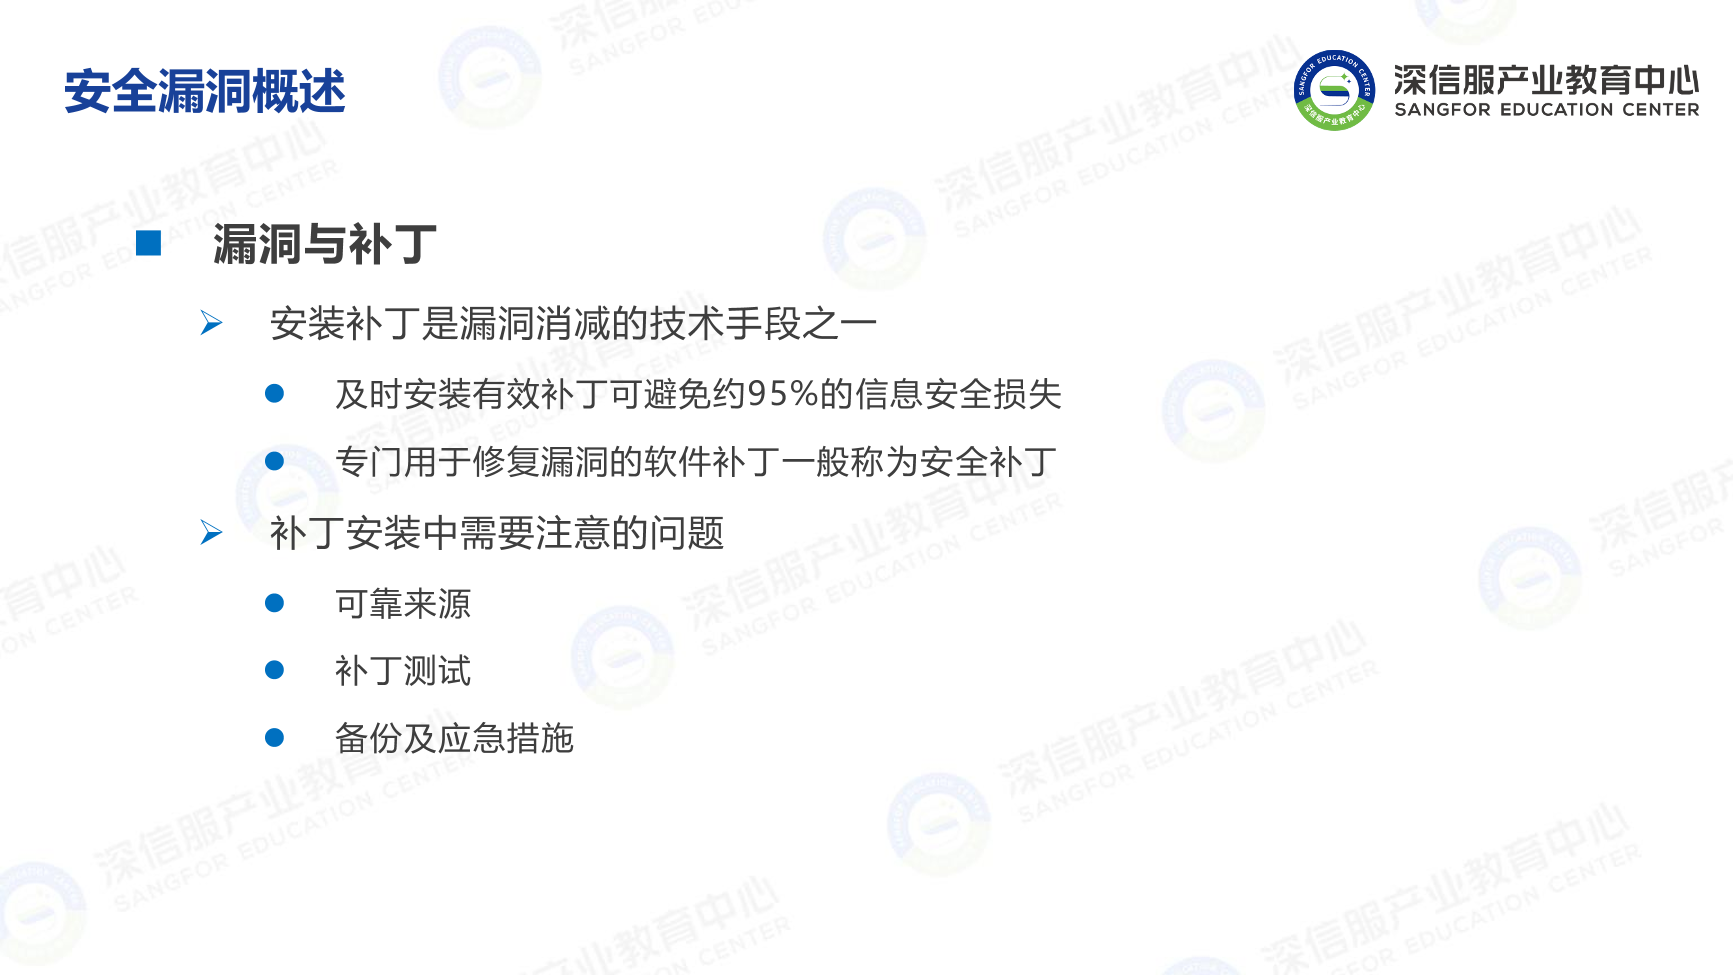 安全漏洞概述
深信服产业教育中心
SANGFOR EDUCATION CENTER
漏洞与补丁
安装补丁是漏洞消减的技术手段之一
及时安装有效补丁可避免约95%的信息安全损失
专门用于修复漏洞的软件补丁一般称为安全补丁
补丁安装中需要注意的问题
可靠来源
补丁测试
备份及应急措施